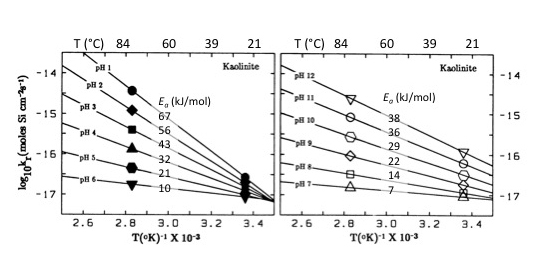 T (°C) 84 60 39 21
T (°C) 84 60 39 21
pH 1
Kaolinite
pH 2
pH 3
pH 4
pH 5
pH 6
Eₐ (kJ/mol)
67
56
43
32
21
10
-14
-15
-16
-17
log₁₀kᵣ(moles Si cm⁻²s⁻¹)
2.6 2.8 3.0 3.2 3.4
T(°K)⁻¹ X 10⁻³
pH 12
Kaolinite
pH 11
pH 10
pH 9
pH 8
pH 7
Eₐ (kJ/mol)
38
36
29
22
14
7
-14
-15
-16
-17
2.6 2.8 3.0 3.2 3.4
T(°K)⁻¹ X 10⁻³